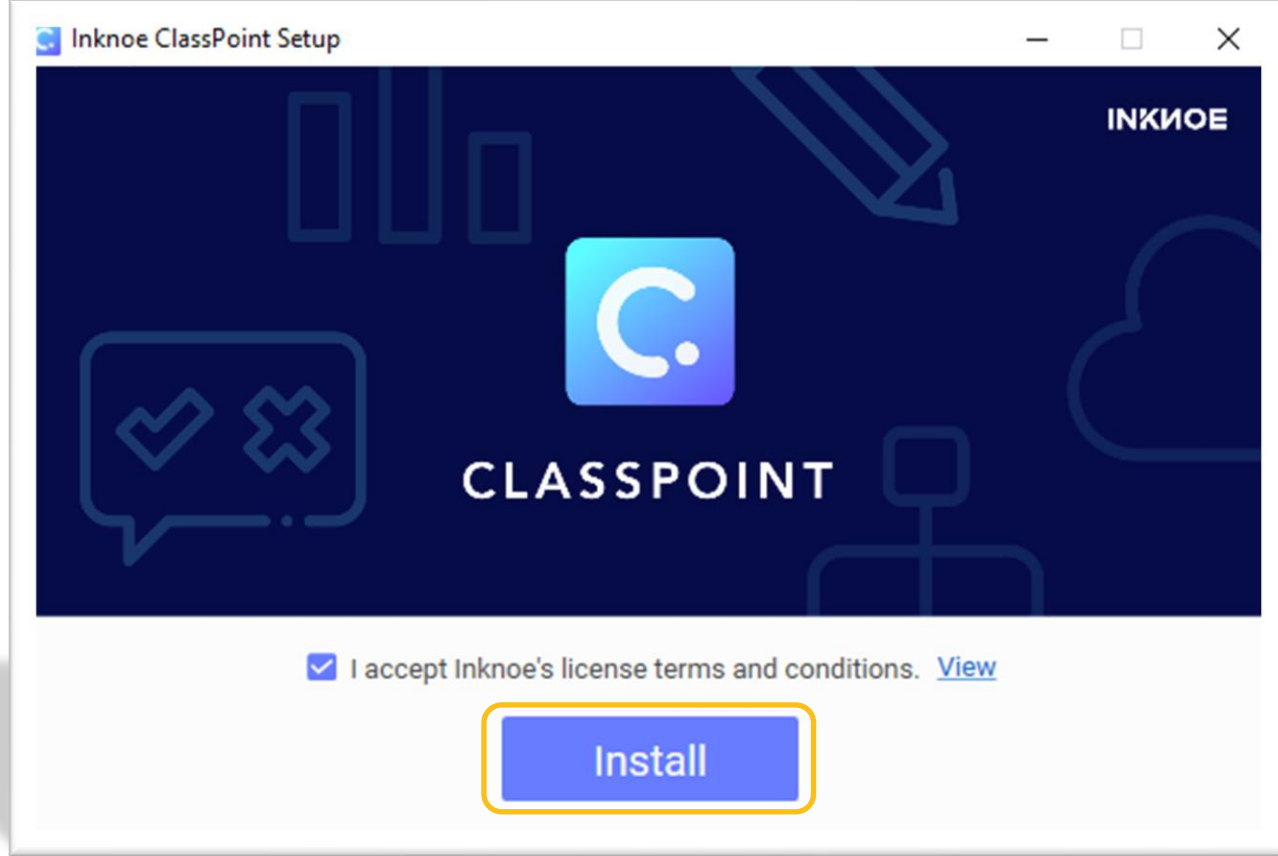 Inknoe ClassPoint Setup
INKNOE
CLASSPOINT
I accept Inknoe's license terms and conditions. View
Install